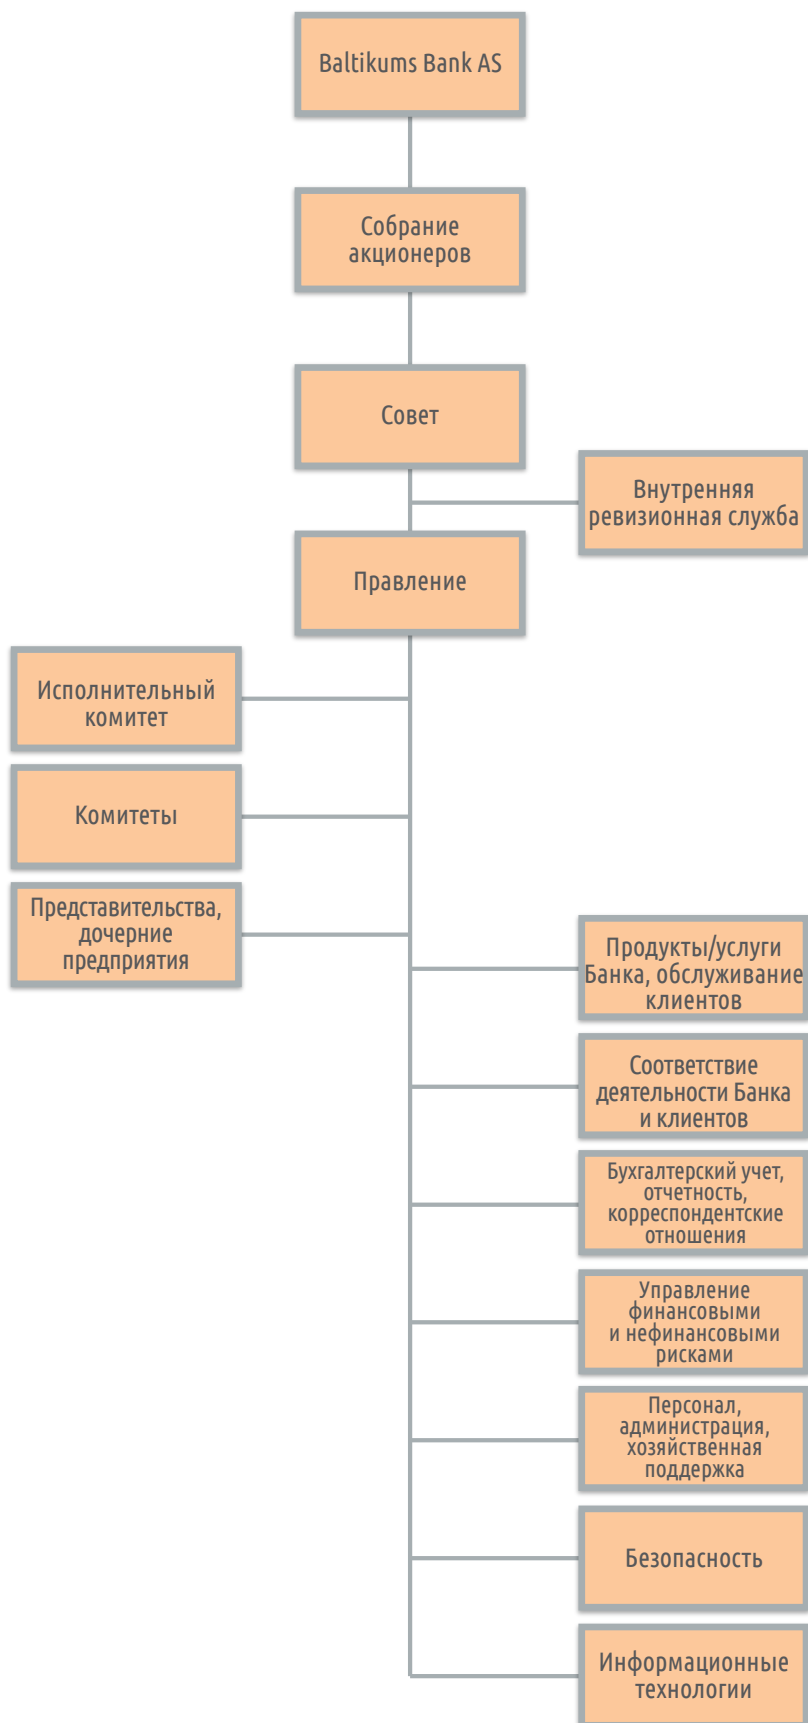 Baltikums Bank AS
Собрание
акционеров
Совет
Внутренняя
ревизионная служба
Правление
Исполнительный
комитет
Комитеты
Представительства,
дочерние
предприятия
Продукты/услуги
Банка, обслуживание
клиентов
Соответствие
деятельности Банка
и клиентов
Бухгалтерский учет,
отчетность,
корреспондентские
отношения
Управление
финансовыми
и нефинансовыми
рисками
Персонал,
администрация,
хозяйственная
поддержка
Безопасность
Информационные
технологии